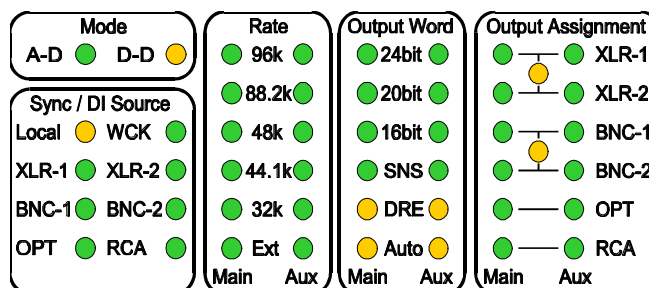 Mode
A-D D-D
Sync / DI Source
Local WCK
XLR-1 XLR-2
BNC-1 BNC-2
OPT RCA
Rate
96k
88.2k
48k
44.1k
32k
Ext
Main Aux
Output Word
24bit
20bit
16bit
SNS
DRE
Auto
Main Aux
Output Assignment
XLR-1
XLR-2
BNC-1
BNC-2
OPT
RCA
Main Aux